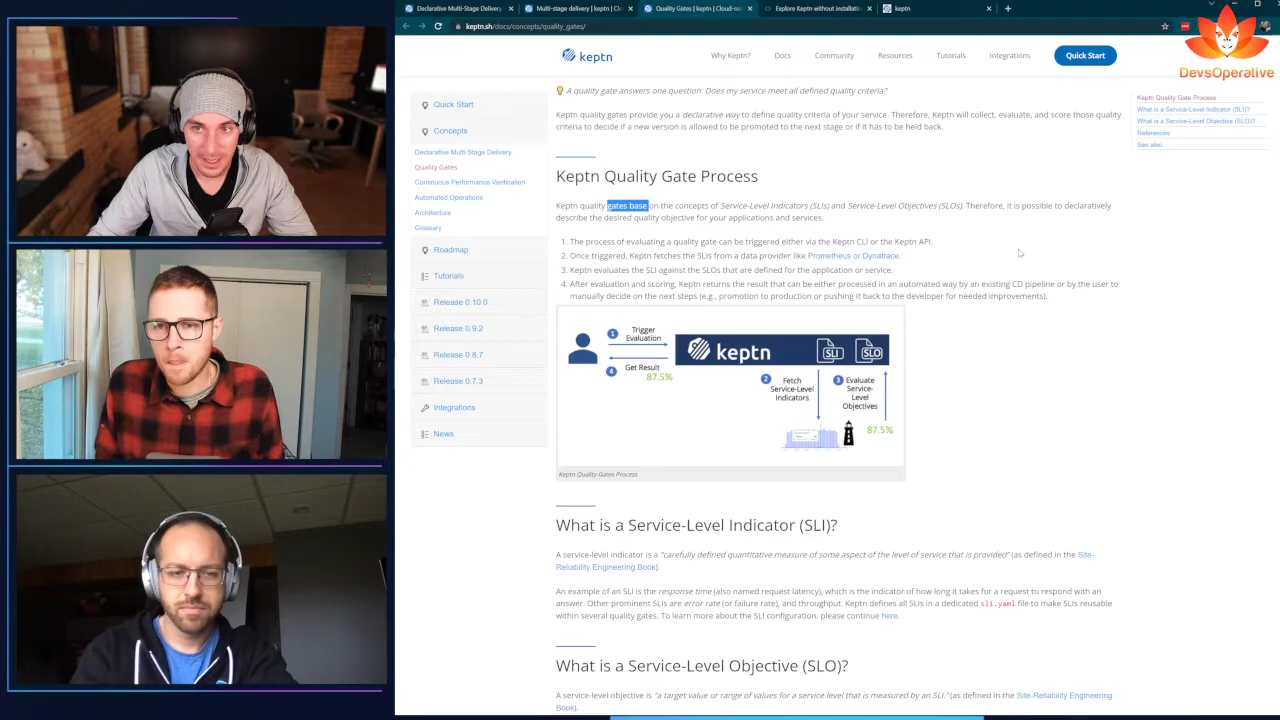 Declarative Multi-Stage Delivery
Multi-stage delivery | keptn | Cl
Quality Gates | keptn | Cloud-nat
Explore Keptn without installation
keptn
keptn.sh/docs/concepts/quality_gates/
DevsOperative
keptn
Why Keptn?
Docs
Community
Resources
Tutorials
Integrations
Quick Start
Quick Start
Concepts
Declarative Multi-Stage Delivery
Quality Gates
Continuous Performance Verification
Automated Operations
Architecture
Glossary
Roadmap
Tutorials
Release 0.10.0
Release 0.9.2
Release 0.8.7
Release 0.7.3
Integrations
News
A quality gate answers one question: Does my service meet all defined quality criteria?
Keptn quality gates provide you a declarative way to define quality criteria of your service. Therefore, Keptn will collect, evaluate, and score those quality
criteria to decide if a new version is allowed to be promoted to the next stage or if it has to be held back.
Keptn Quality Gate Process
Keptn quality gates base on the concepts of Service-Level Indicators (SLIs) and Service-Level Objectives (SLOs). Therefore, it is possible to declaratively
describe the desired quality objective for your applications and services.
1. The process of evaluating a quality gate can be triggered either via the Keptn CLI or the Keptn API.
2. Once triggered, Keptn fetches the SLIs from a data provider like Prometheus or Dynatrace.
3. Keptn evaluates the SLI against the SLOs that are defined for the application or service.
4. After evaluation and scoring, Keptn returns the result that can be either processed in an automated way by an existing CD pipeline or by the user to
manually decide on the next steps (e.g., promotion to production or pushing it back to the developer for needed improvements).
1
Trigger
Evaluation
4
Get Result
87.5%
keptn
SLI
SLO
2
Fetch
Service-Level
Indicators
3
Evaluate
Service-
Level
Objectives
87.5%
Keptn Quality Gates Process
What is a Service-Level Indicator (SLI)?
A service-level indicator is a "carefully defined quantitative measure of some aspect of the level of service that is provided" (as defined in the Site-
Reliability Engineering Book).
An example of an SLI is the response time (also named request latency), which is the indicator of how long it takes for a request to respond with an
answer. Other prominent SLIs are error rate (or failure rate), and throughput. Keptn defines all SLIs in a dedicated sli.yaml file to make SLIs reusable
within several quality gates. To learn more about the SLI configuration, please continue here.
What is a Service-Level Objective (SLO)?
A service-level objective is "a target value or range of values for a service level that is measured by an SLI." (as defined in the Site-Reliability Engineering
Book).
Keptn Quality Gate Process
What is a Service-Level Indicator (SLI)?
What is a Service-Level Objective (SLO)?
References
See also